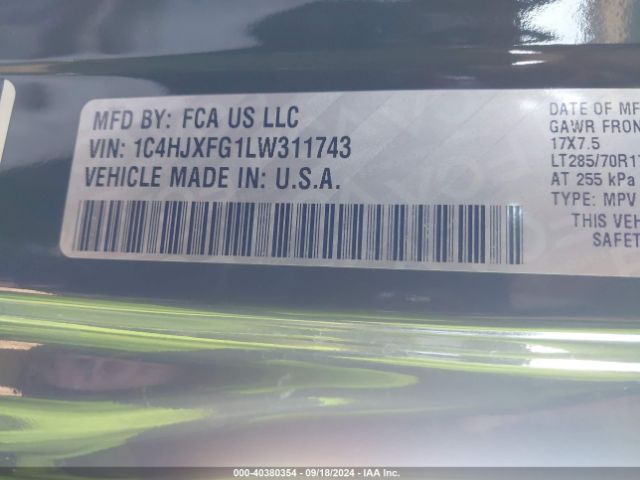 MFD BY: FCA US LLC
VIN: 1C4HJXFG1LW311743
VEHICLE MADE IN: U.S.A.
DATE OF MF
GAWR FRON
17X7.5
LT285/70R17
AT 255 kPa
TYPE: MPV
THIS VEH
SAFET
000-40380354 - 09/18/2024 - IAA Inc.